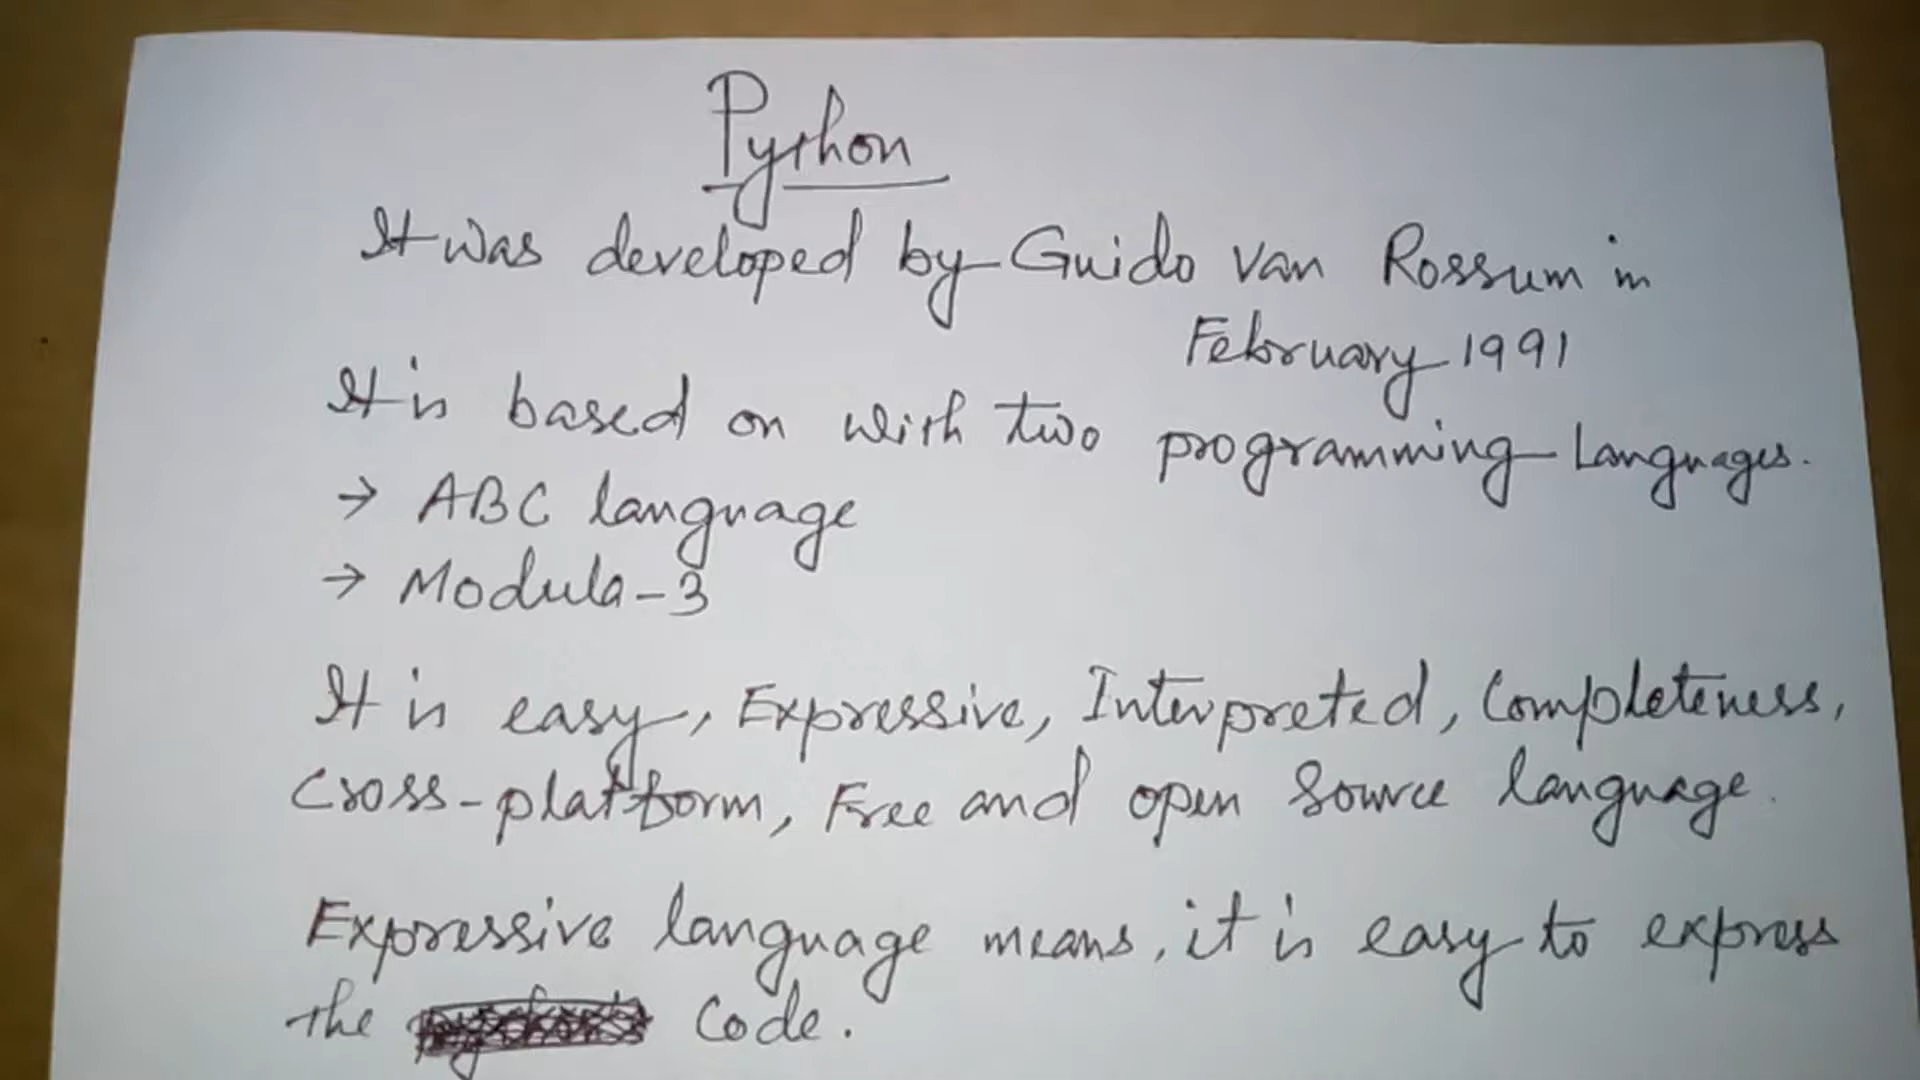 Python
It was developed by Guido van Rossum in
February 1991
It is based on with two programming Languages.
→ ABC language
→ Modula-3
It is easy, Expressive, Interpreted, Completeness,
Cross-platform, Free and open source language.
Expressive language means, it is easy to express
the Code.